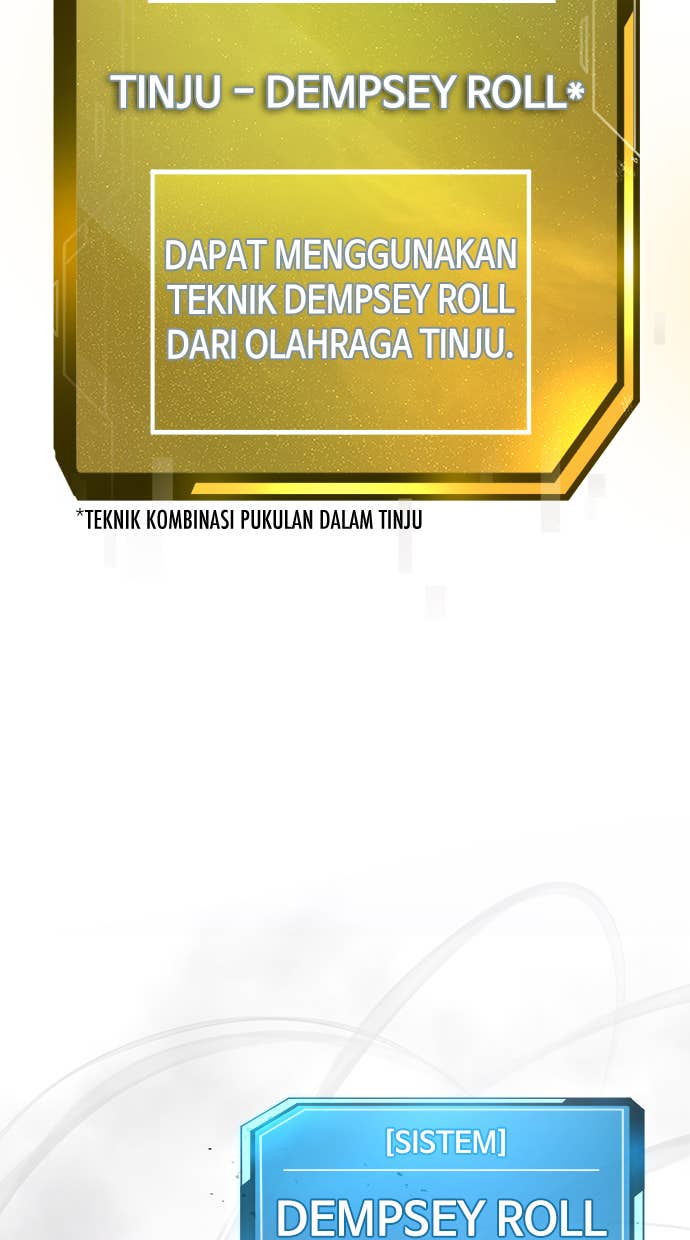 TINJU – DEMPSEY ROLL*
DAPAT MENGGUNAKAN
TEKNIK DEMPSEY ROLL
DARI OLAHRAGA TINJU.
*TEKNIK KOMBINASI PUKULAN DALAM TINJU
[SISTEM]
DEMPSEY ROLL